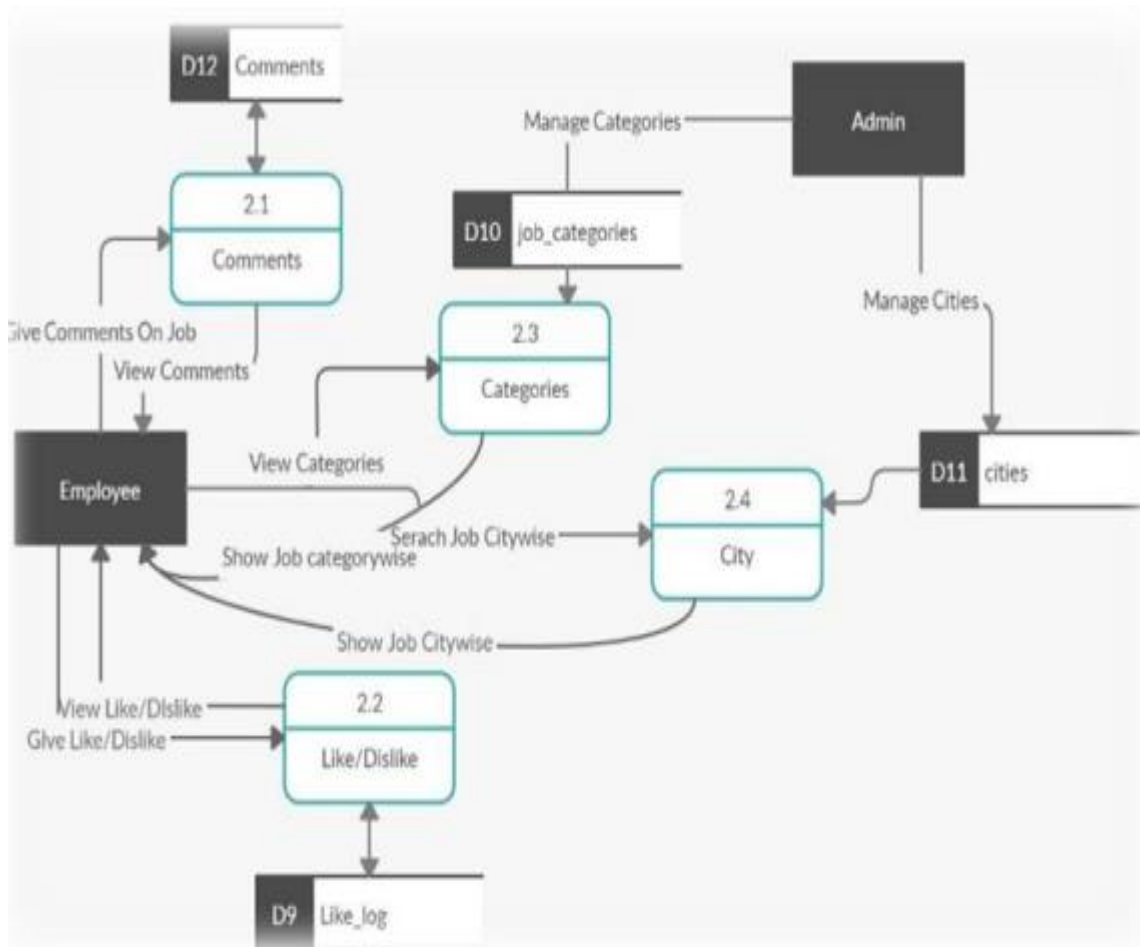 D12 Comments
Admin
Manage Categories
2.1
Comments
D10 job_categories
Manage Cities
Give Comments On Job
2.3
Categories
View Comments
View Categories
D11 cities
Employee
2.4
City
Serach Job Citywise
Show Job categorywise
Show Job Citywise
2.2
Like/Dislike
View Like/Dislike
Give Like/Dislike
D9 Like_log